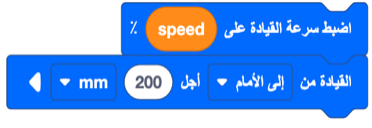 اضبط سرعة القيادة على speed ٪
القيادة من إلى الأمام أجل 200 mm